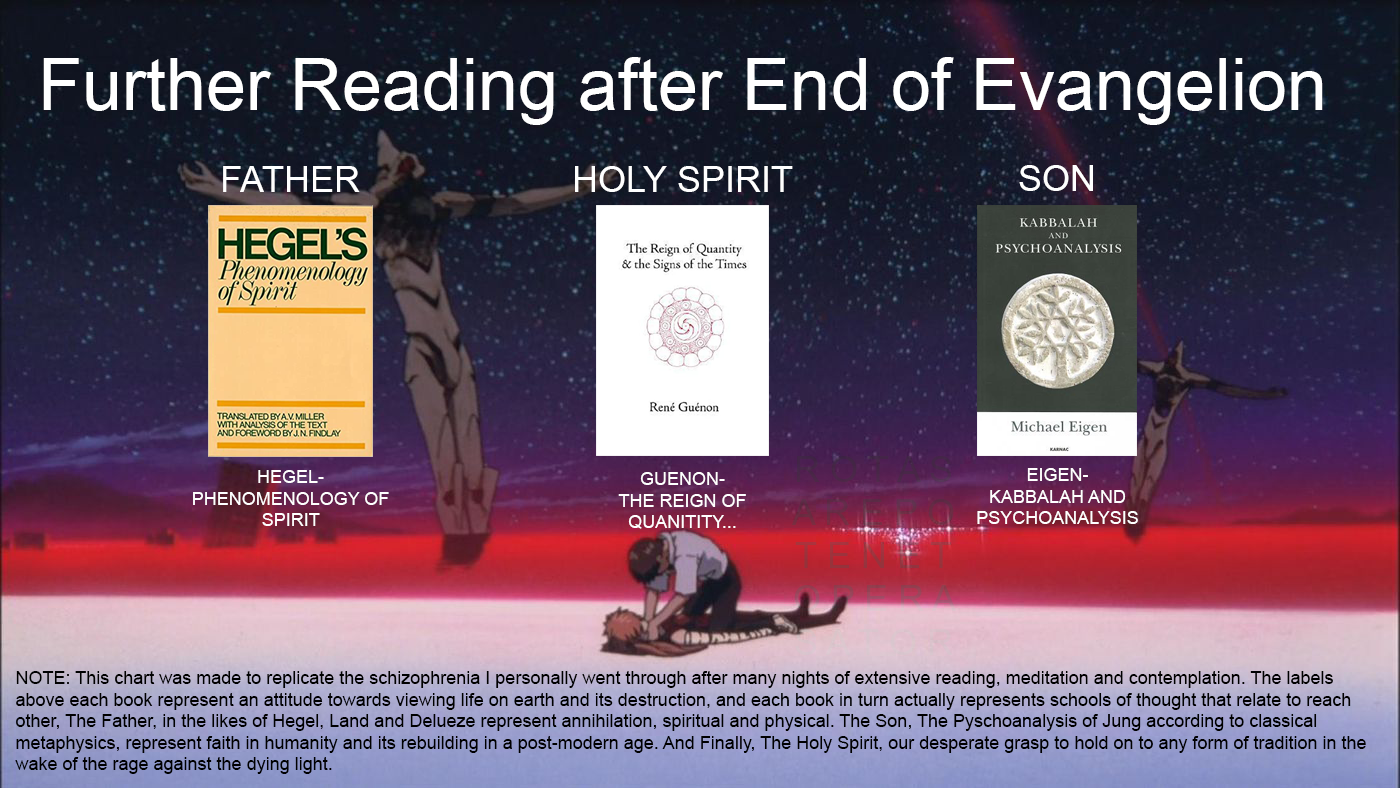 Further Reading after End of Evangelion
FATHER
HOLY SPIRIT
SON
HEGEL'S
Phenomenology
of Spirit
TRANSLATED BY A.V. MILLER
WITH ANALYSIS OF THE TEXT
AND FOREWORD BY J. N. FINDLAY
The Reign of Quantity
& the Signs of the Times
René Guénon
KABBALAH
AND
PSYCHOANALYSIS
Michael Eigen
KARNAC
HEGEL-
PHENOMENOLOGY OF
SPIRIT
GUENON-
THE REIGN OF
QUANITITY...
EIGEN-
KABBALAH AND
PSYCHOANALYSIS
TENET
OPERA
NOTE: This chart was made to replicate the schizophrenia I personally went through after many nights of extensive reading, meditation and contemplation. The labels
above each book represent an attitude towards viewing life on earth and its destruction, and each book in turn actually represents schools of thought that relate to reach
other, The Father, in the likes of Hegel, Land and Delueze represent annihilation, spiritual and physical. The Son, The Pyschoanalysis of Jung according to classical
metaphysics, represent faith in humanity and its rebuilding in a post-modern age. And Finally, The Holy Spirit, our desperate grasp to hold on to any form of tradition in the
wake of the rage against the dying light.